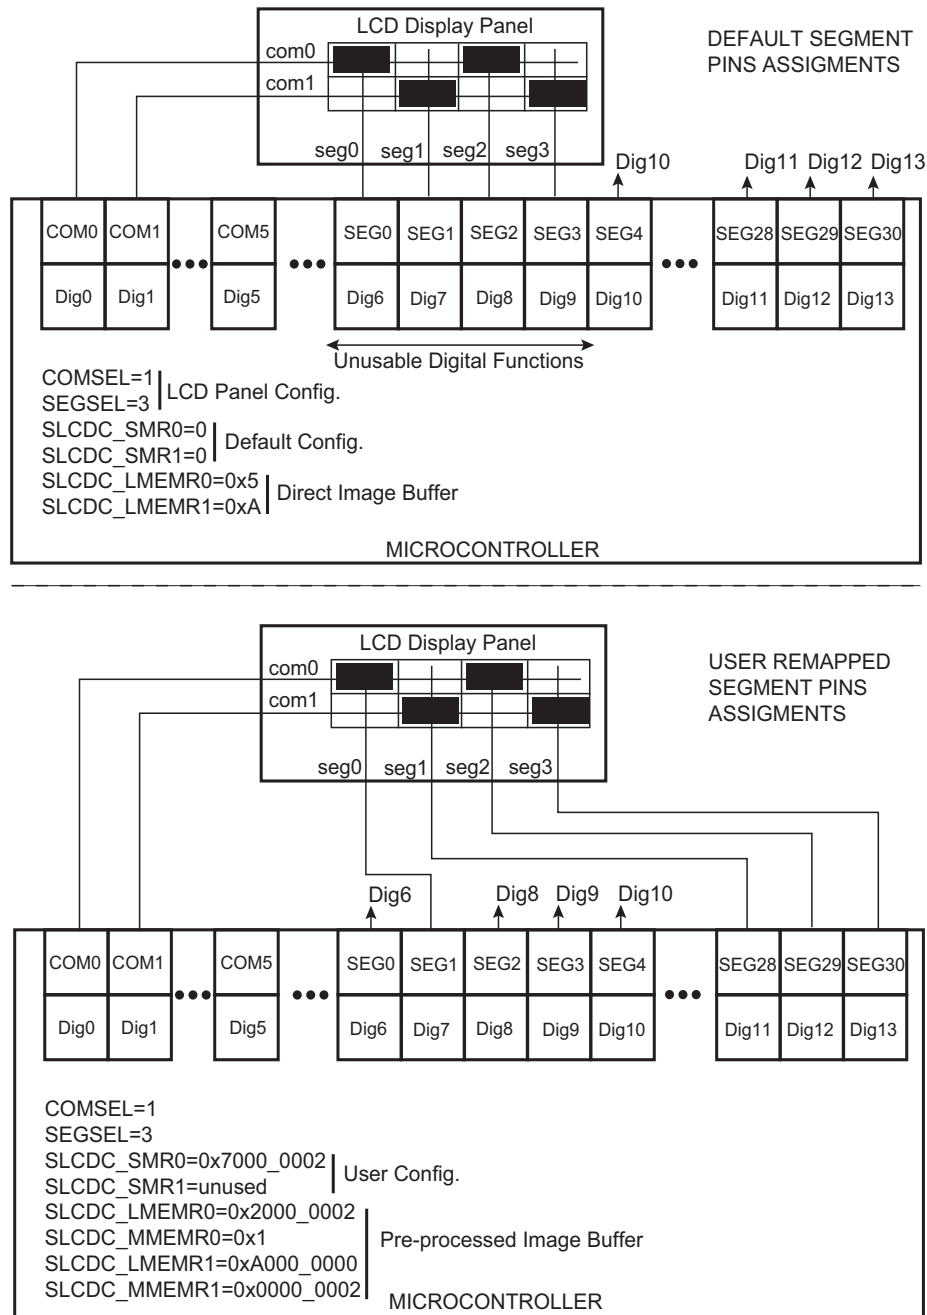 LCD Display Panel
DEFAULT SEGMENT
PINS ASSIGMENTS
com0
com1
seg0 seg1 seg2 seg3
Dig10 Dig11 Dig12 Dig13
COM0 COM1 COM5 SEG0 SEG1 SEG2 SEG3 SEG4 SEG28 SEG29 SEG30
Dig0 Dig1 Dig5 Dig6 Dig7 Dig8 Dig9 Dig10 Dig11 Dig12 Dig13
Unusable Digital Functions
COMSEL=1
SEGSEL=3
LCD Panel Config.
SLCDC_SMR0=0
SLCDC_SMR1=0
Default Config.
SLCDC_LMEMR0=0x5
SLCDC_LMEMR1=0xA
Direct Image Buffer
MICROCONTROLLER
LCD Display Panel
USER REMAPPED
SEGMENT PINS
ASSIGMENTS
com0
com1
seg0 seg1 seg2 seg3
Dig6 Dig8 Dig9 Dig10
COM0 COM1 COM5 SEG0 SEG1 SEG2 SEG3 SEG4 SEG28 SEG29 SEG30
Dig0 Dig1 Dig5 Dig6 Dig7 Dig8 Dig9 Dig10 Dig11 Dig12 Dig13
COMSEL=1
SEGSEL=3
SLCDC_SMR0=0x7000_0002
SLCDC_SMR1=unused
User Config.
SLCDC_LMEMR0=0x2000_0002
SLCDC_MMEMR0=0x1
SLCDC_LMEMR1=0xA000_0000
SLCDC_MMEMR1=0x0000_0002
Pre-processed Image Buffer
MICROCONTROLLER